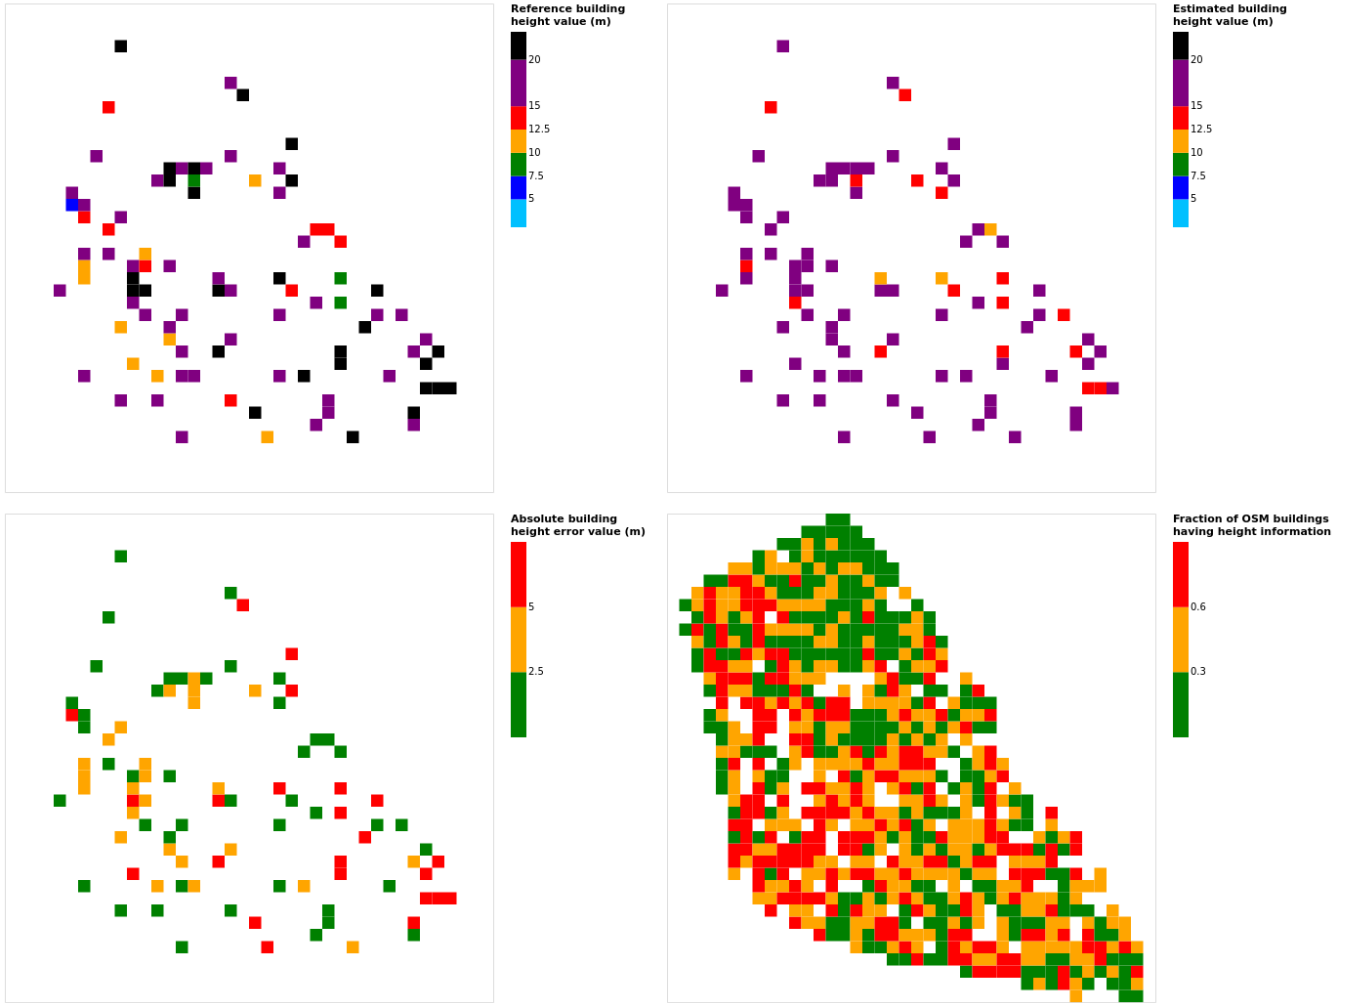 Reference building
height value (m)
20
15
12.5
10
7.5
5
Estimated building
height value (m)
20
15
12.5
10
7.5
5
Absolute building
height error value (m)
5
2.5
Fraction of OSM buildings
having height information
0.6
0.3